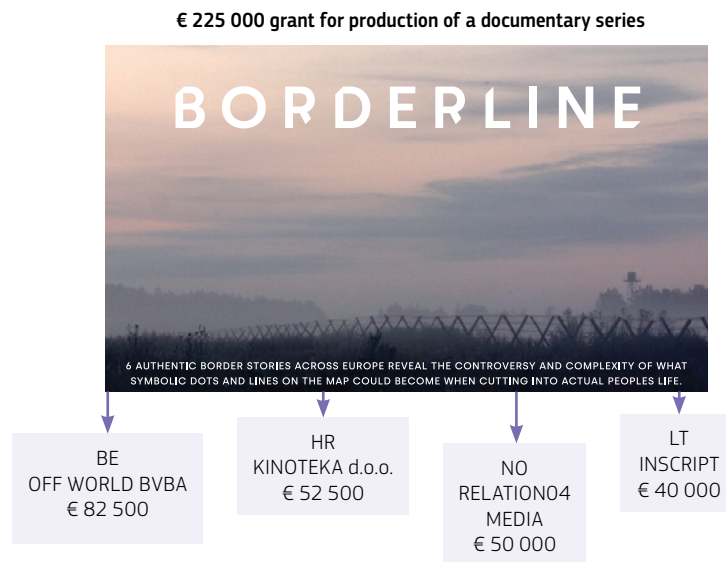 € 225 000 grant for production of a documentary series
BORDERLINE
6 AUTHENTIC BORDER STORIES ACROSS EUROPE REVEAL THE CONTROVERSY AND COMPLEXITY OF WHAT
SYMBOLIC DOTS AND LINES ON THE MAP COULD BECOME WHEN CUTTING INTO ACTUAL PEOPLES LIFE.
BE
OFF WORLD BVBA
€ 82 500
HR
KINOTEKA d.o.o.
€ 52 500
NO
RELATION04
MEDIA
€ 50 000
LT
INSCRIPT
€ 40 000